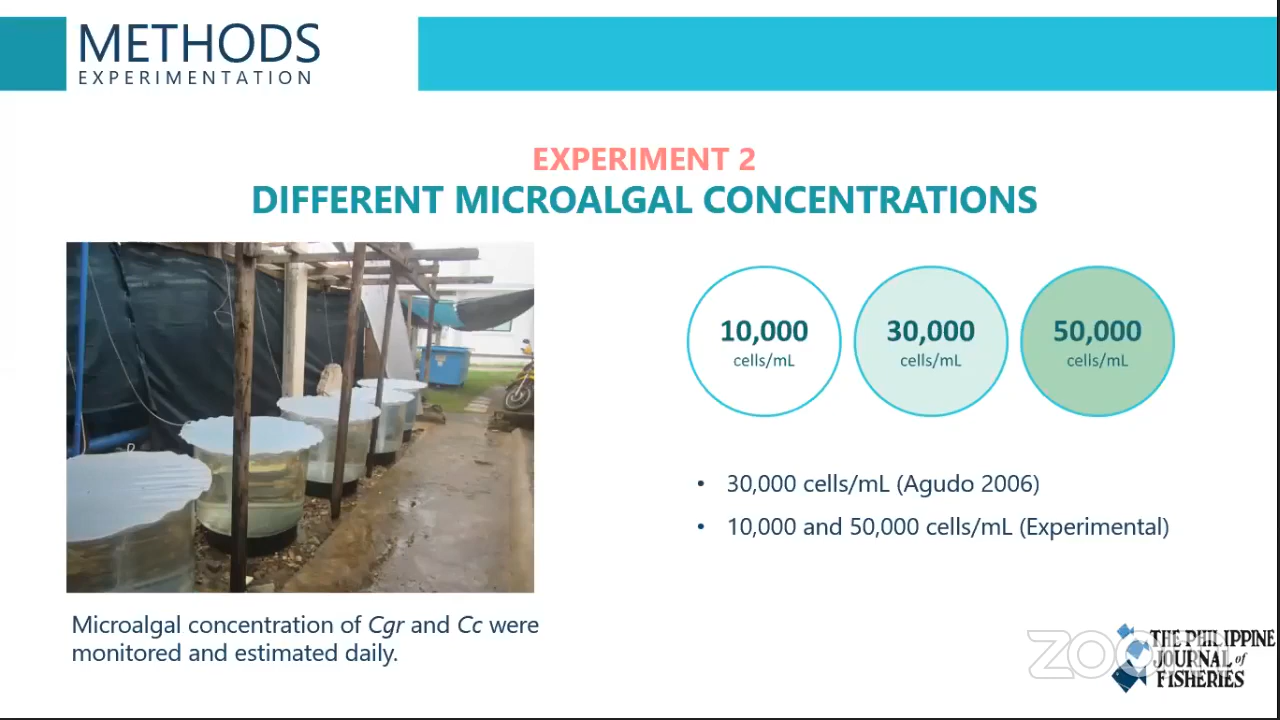 METHODS
EXPERIMENTATION
EXPERIMENT 2
DIFFERENT MICROALGAL CONCENTRATIONS
10,000
cells/mL
30,000
cells/mL
50,000
cells/mL
• 30,000 cells/mL (Agudo 2006)
• 10,000 and 50,000 cells/mL (Experimental)
Microalgal concentration of Cgr and Cc were
monitored and estimated daily.
zoom
THE PHILIPPINE
JOURNAL of
FISHERIES